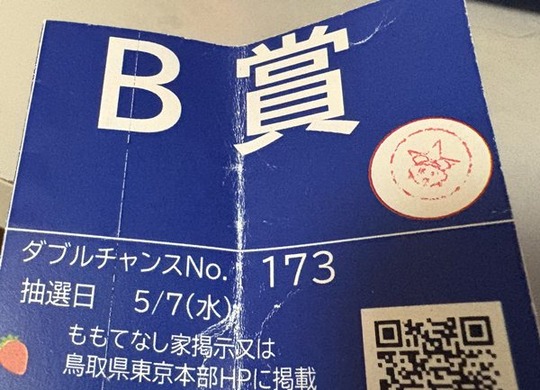 B賞
ダブルチャンスNo. 173
抽選日 5/7(水)
ももてなし家掲示又は
鳥取県東京本部HPに掲載